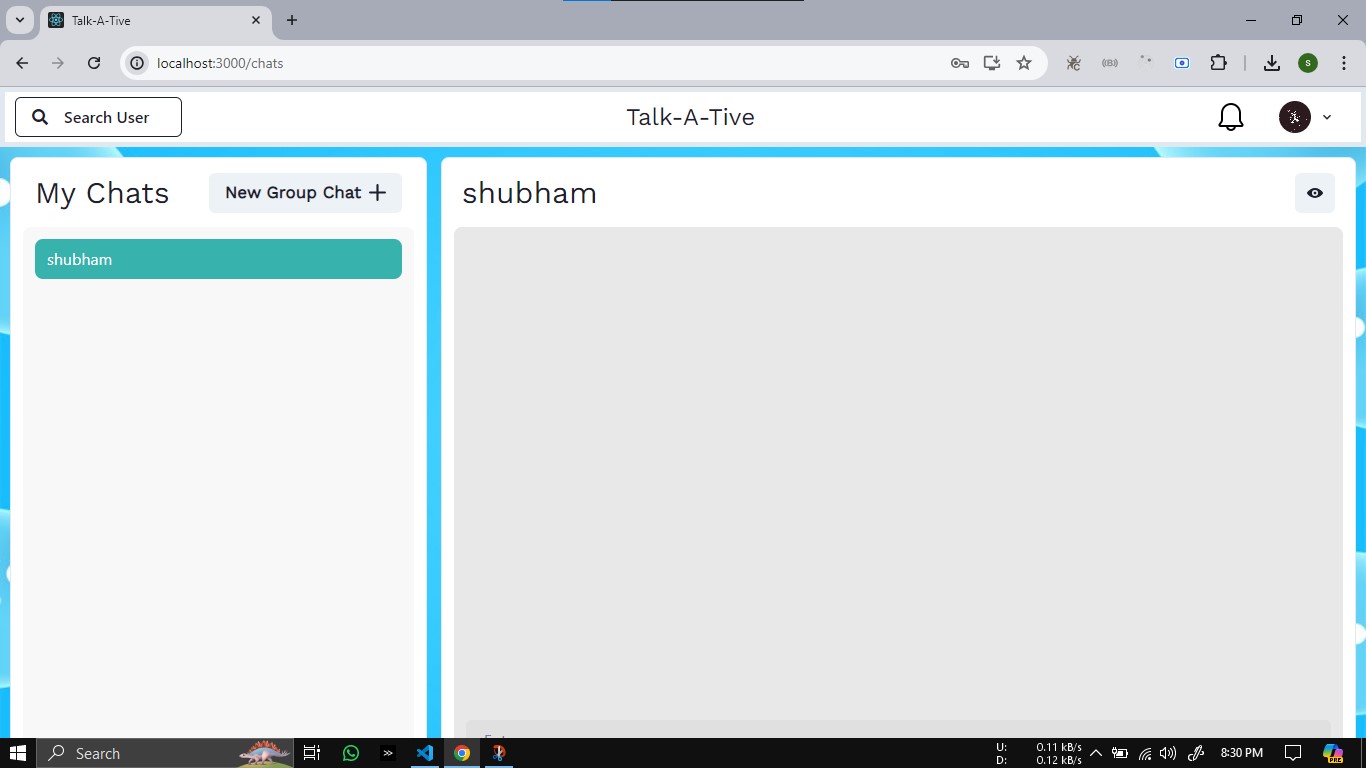 Talk-A-Tive
localhost:3000/chats
S
Search User
Talk-A-Tive
My Chats
New Group Chat
shubham
shubham
Search
U: 0.11 kB/s
D: 0.12 kB/s
8:30 PM
PRE